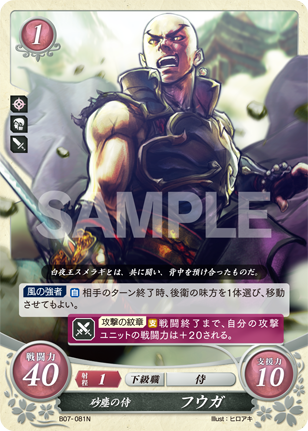 1
SAMPLE
白夜王スメラギとは、共に闘い、背中を預け合ったものだ。
風の強者 自 相手のターン終了時、後衛の味方を1体選び、移動
させてもよい。
攻撃の紋章 支 戦闘終了まで、自分の攻撃
ユニットの戦闘力は+20される。
戦闘力
40
射程 1 下級職 侍
支援力
10
砂塵の侍 フウガ
B07-081N
Illust:ヒロアキ